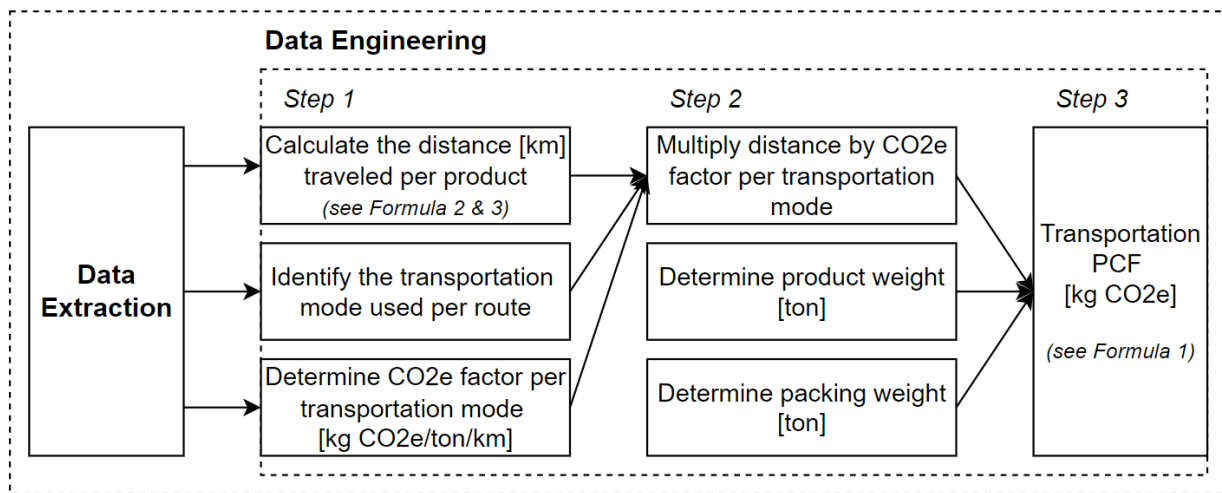 Data Engineering
Step 1
Step 2
Step 3
Data
Extraction
Calculate the distance [km]
traveled per product
(see Formula 2 & 3)
Identify the transportation
mode used per route
Determine CO2e factor per
transportation mode
[kg CO2e/ton/km]
Multiply distance by CO2e
factor per transportation
mode
Determine product weight
[ton]
Determine packing weight
[ton]
Transportation
PCF
[kg CO2e]
(see Formula 1)